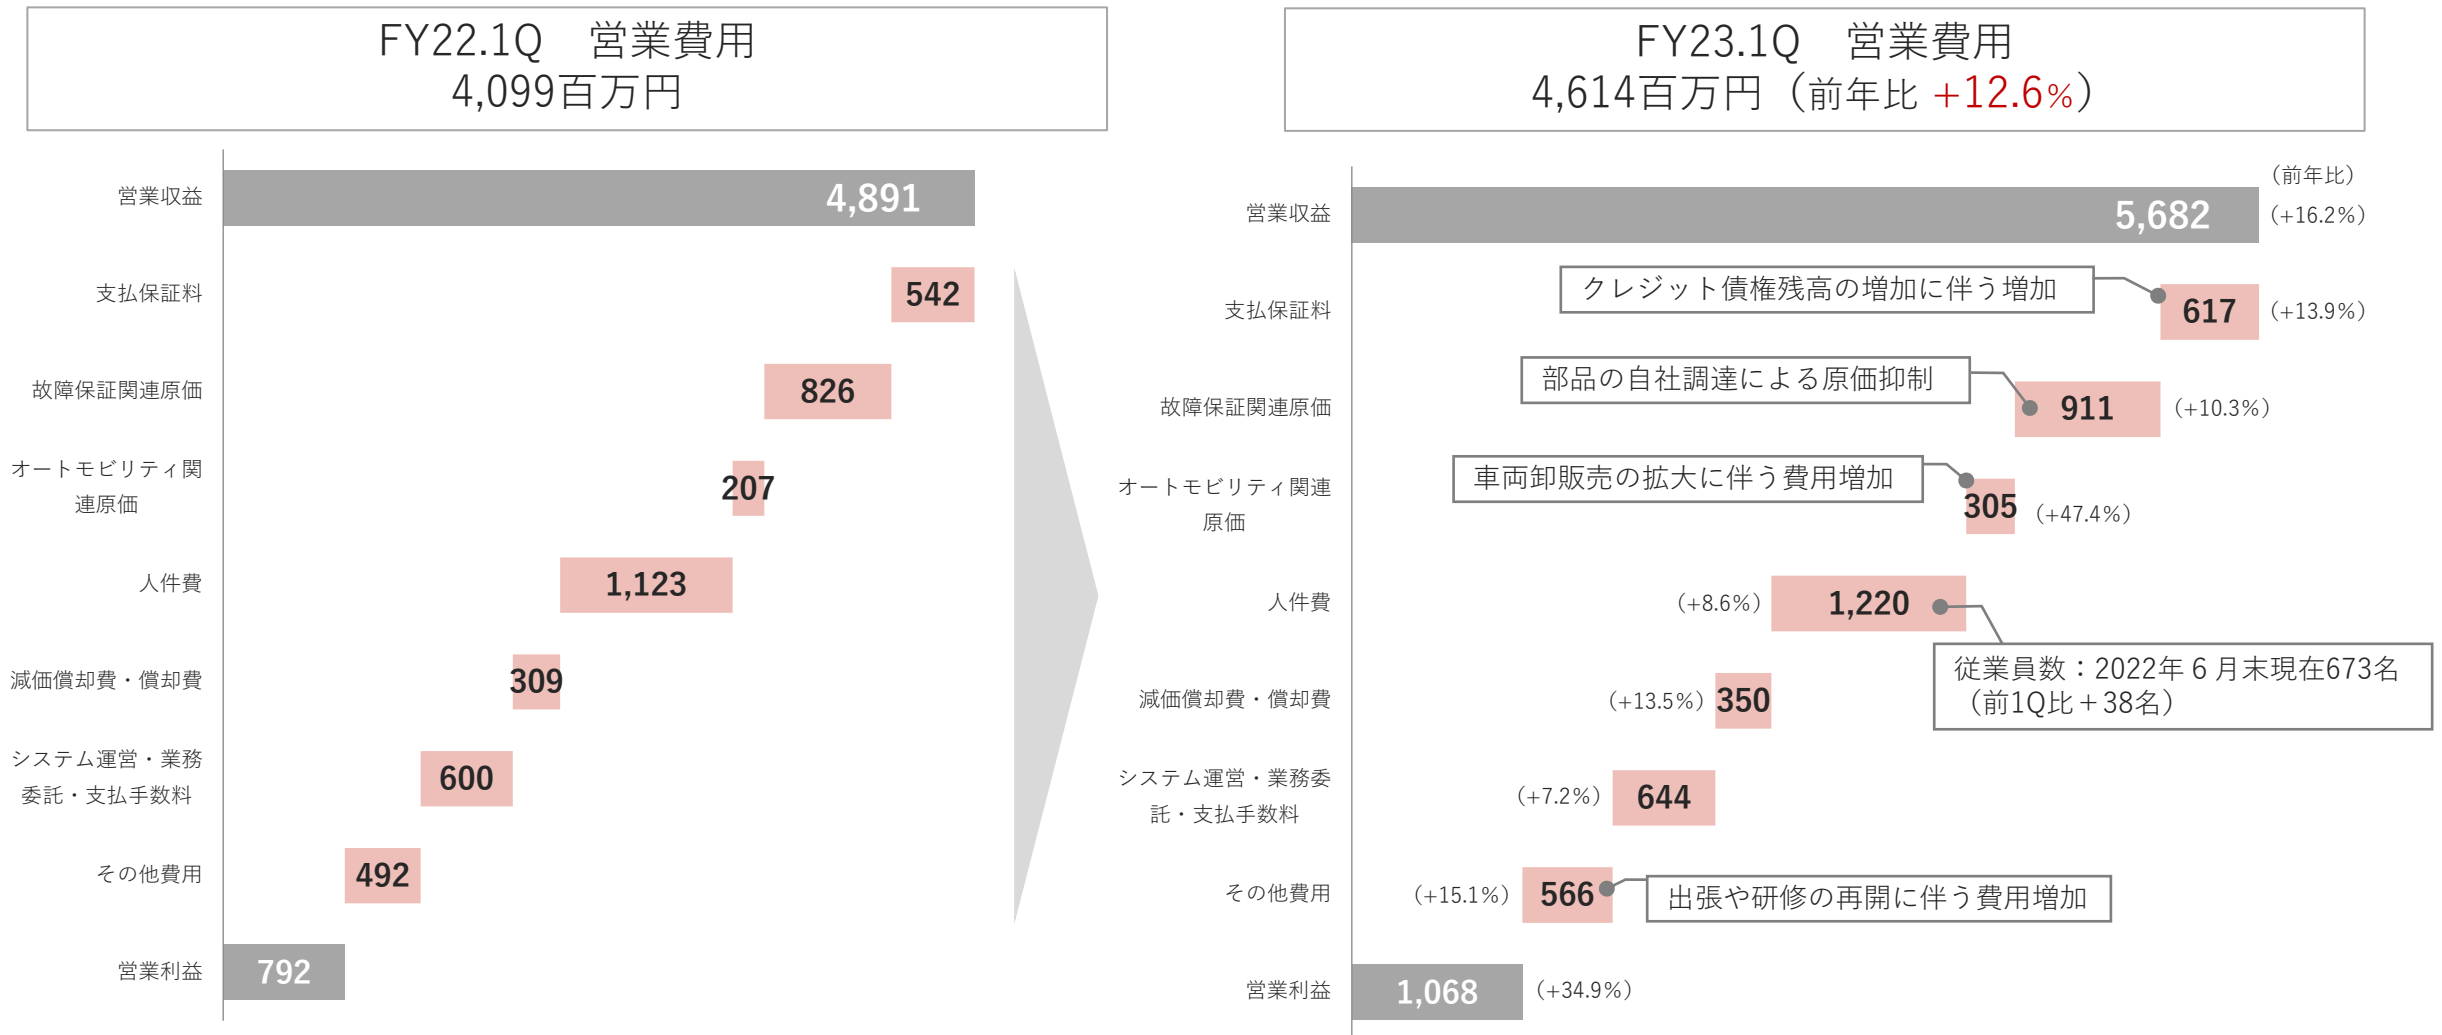 FY22.1Q　営業費用
4,099百万円
営業収益
4,891
支払保証料
542
故障保証関連原価
826
オートモビリティ関
連原価
207
人件費
1,123
減価償却費・償却費
309
システム運営・業務
委託・支払手数料
600
その他費用
492
営業利益
792
FY23.1Q　営業費用
4,614百万円（前年比 +12.6%）
（前年比）
営業収益
5,682
（+16.2%）
クレジット債権残高の増加に伴う増加
支払保証料
617
（+13.9%）
部品の自社調達による原価抑制
故障保証関連原価
911
（+10.3%）
車両卸販売の拡大に伴う費用増加
オートモビリティ関連
原価
305
（+47.4%）
人件費
（+8.6%）
1,220
従業員数：2022年６月末現在673名
（前1Q比＋38名）
減価償却費・償却費
（+13.5%）
350
システム運営・業務委
託・支払手数料
（+7.2%）
644
その他費用
（+15.1%）
566
出張や研修の再開に伴う費用増加
営業利益
1,068
（+34.9%）